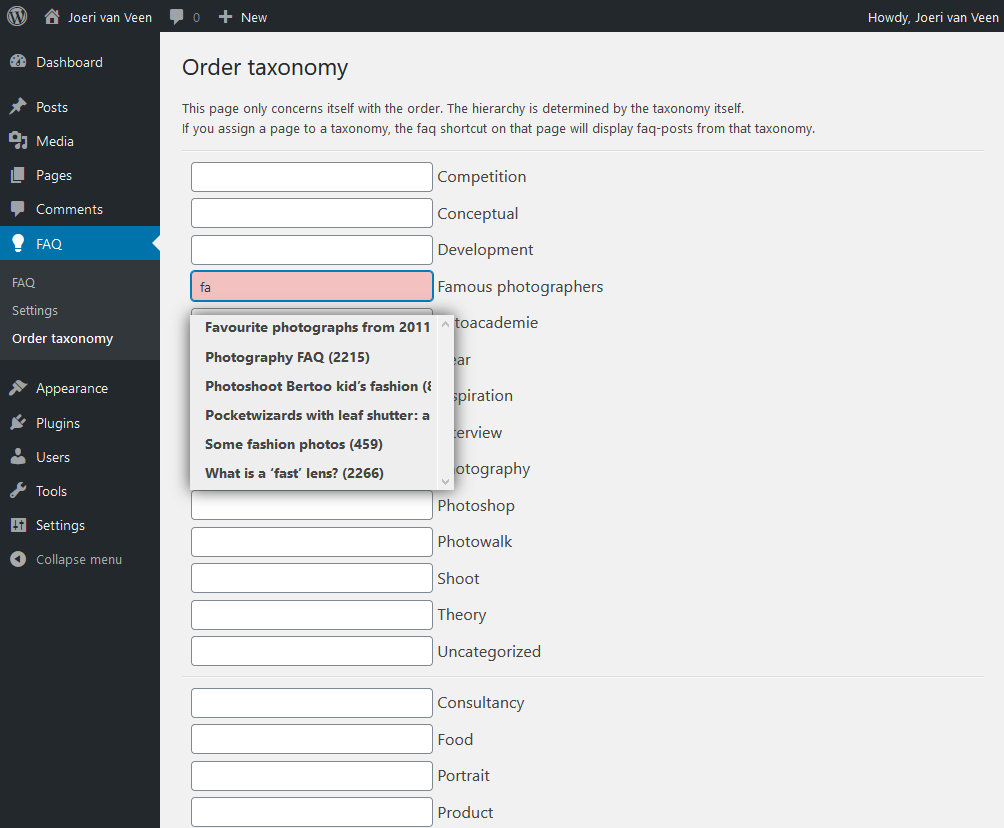 Joeri van Veen 0 New Howdy, Joeri van Veen
Dashboard
Posts
Media
Pages
Comments
FAQ
FAQ
Settings
Order taxonomy
Appearance
Plugins
Users
Tools
Settings
Collapse menu
Order taxonomy
This page only concerns itself with the order. The hierarchy is determined by the taxonomy itself.
If you assign a page to a taxonomy, the faq shortcut on that page will display faq-posts from that taxonomy.
Competition
Conceptual
Development
fa Famous photographers
Favourite photographs from 2011
Photography FAQ (2215)
Photoshoot Bertoo kid’s fashion (8
Pocketwizards with leaf shutter: a
Some fashion photos (459)
What is a ‘fast’ lens? (2266)
toacademie
ear
spiration
terview
otography
Photoshop
Photowalk
Shoot
Theory
Uncategorized
Consultancy
Food
Portrait
Product